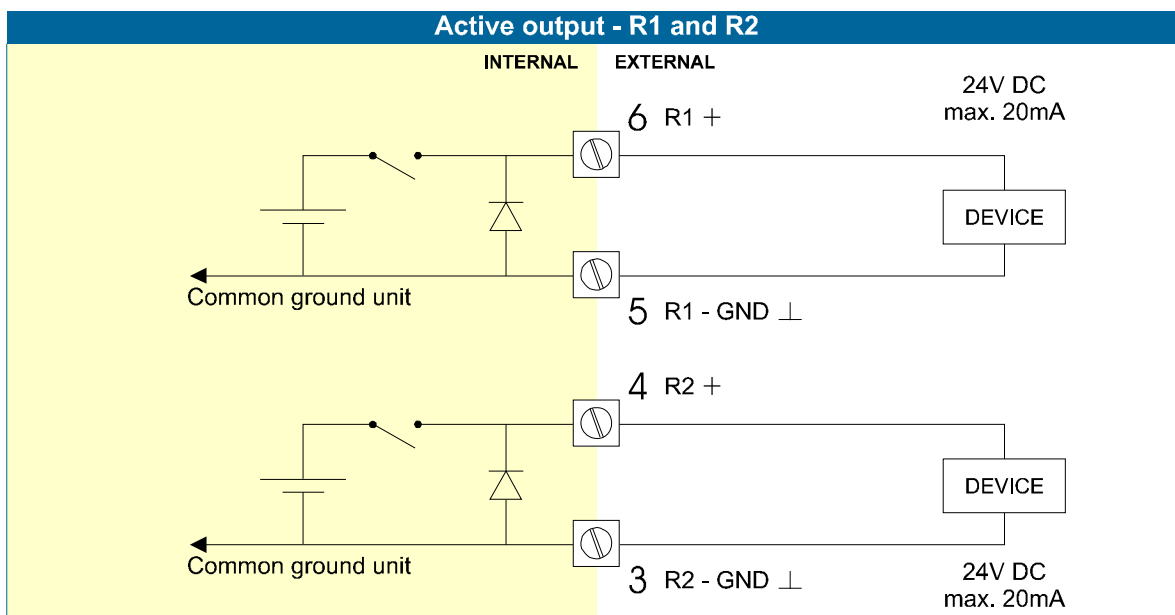 Active output - R1 and R2
INTERNAL EXTERNAL
24V DC
max. 20mA
6 R1 +
DEVICE
Common ground unit
5 R1 - GND ⊥
4 R2 +
DEVICE
Common ground unit
3 R2 - GND ⊥
24V DC
max. 20mA